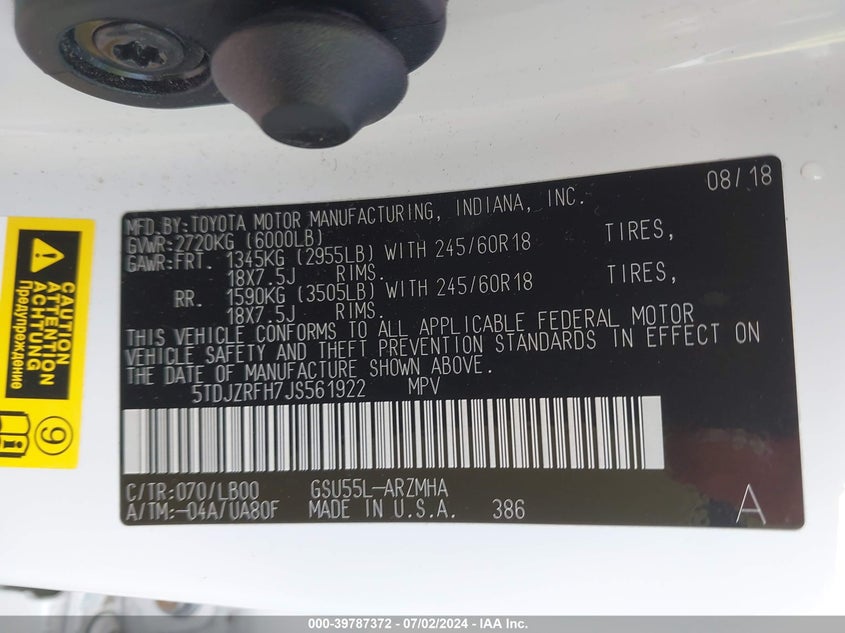 08/18
MFD.BY:TOYOTA MOTOR MANUFACTURING, INDIANA, INC.
GVWR:2720KG (6000LB)
GAWR:FRT. 1345KG (2955LB) WITH 245/60R18 TIRES,
18X7.5J RIMS.
RR. 1590KG (3505LB) WITH 245/60R18 TIRES,
18X7.5J RIMS.
THIS VEHICLE CONFORMS TO ALL APPLICABLE FEDERAL MOTOR
VEHICLE SAFETY AND THEFT PREVENTION STANDARDS IN EFFECT ON
THE DATE OF MANUFACTURE SHOWN ABOVE.
5TDJZRFH7JS561922 MPV
C/TR:070/LB00 GSU55L-ARZMHA
A/TM:-04A/UA80F MADE IN U.S.A. 386 A
CAUTION
ATTENTION
ACHTUNG
Предупреждение
9
000-39787372 - 07/02/2024 - IAA Inc.